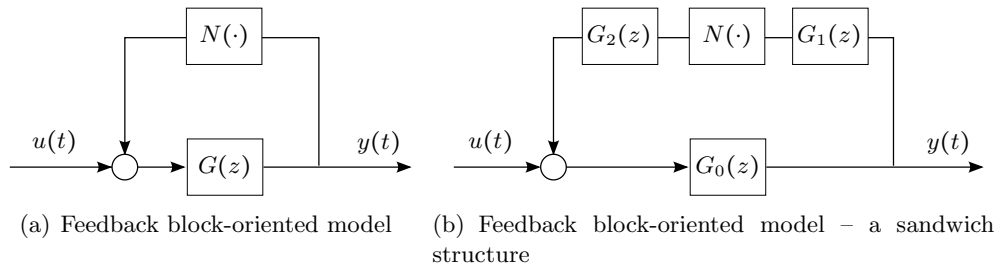 N(·)
u(t)
G(z)
y(t)
(a) Feedback block-oriented model
G₂(z)
N(·)
G₁(z)
u(t)
G₀(z)
y(t)
(b) Feedback block-oriented model – a sandwich
structure